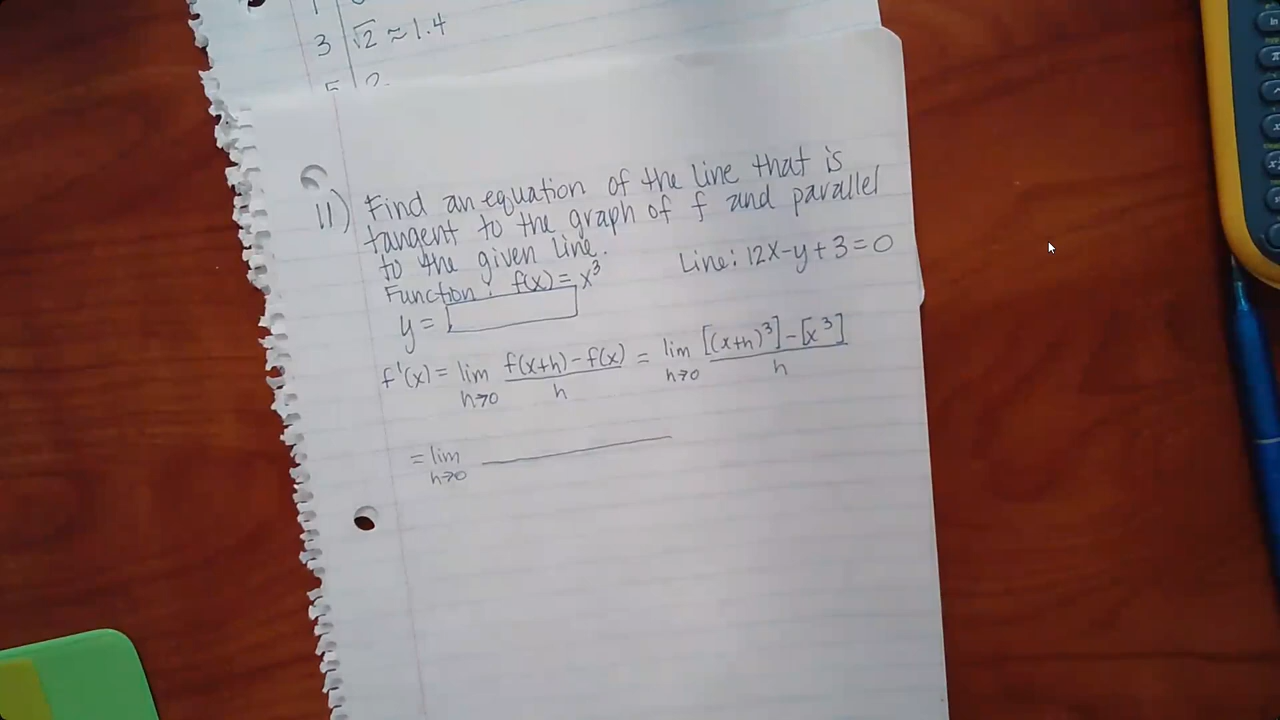 3 | √2 ≈ 1.4
5 | 2
11) Find an equation of the line that is
tangent to the graph of f and parallel
to the given line.
Line: 12x-y+3=0
Function: f(x) = x³
y =
f'(x) = lim h→0 f(x+h)-f(x) / h = lim h→0 [(x+h)³]-[x³] / h
= lim h→0